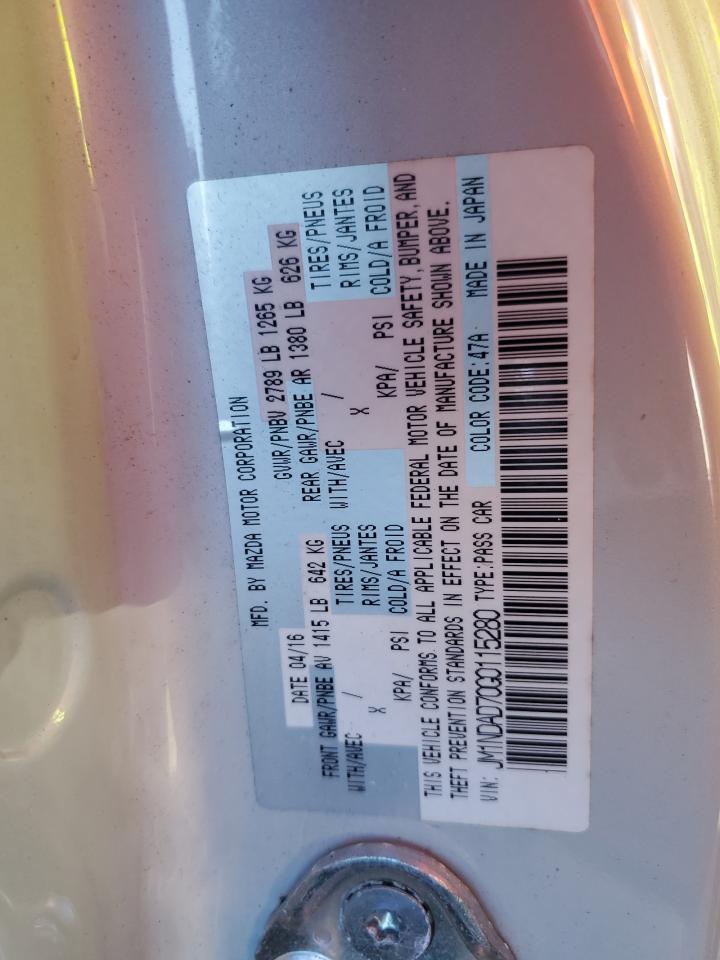 MFD. BY MAZDA MOTOR CORPORATION
DATE 04/16 GVWR/PNBV 2789 LB 1265 KG
FRONT GAWR/PNBE AV 1415 LB 642 KG REAR GAWR/PNBE AR 1380 LB 626 KG
WITH/AVEC / TIRES/PNEUS WITH/AVEC / TIRES/PNEUS
X RIMS/JANTES X RIMS/JANTES
KPA/ PSI COLD/A FROID KPA/ PSI COLD/A FROID
THIS VEHICLE CONFORMS TO ALL APPLICABLE FEDERAL MOTOR VEHICLE SAFETY, BUMPER, AND
THEFT PREVENTION STANDARDS IN EFFECT ON THE DATE OF MANUFACTURE SHOWN ABOVE.
VIN: JM1NDAD70G0115280 TYPE:PASS CAR COLOR CODE:47A MADE IN JAPAN